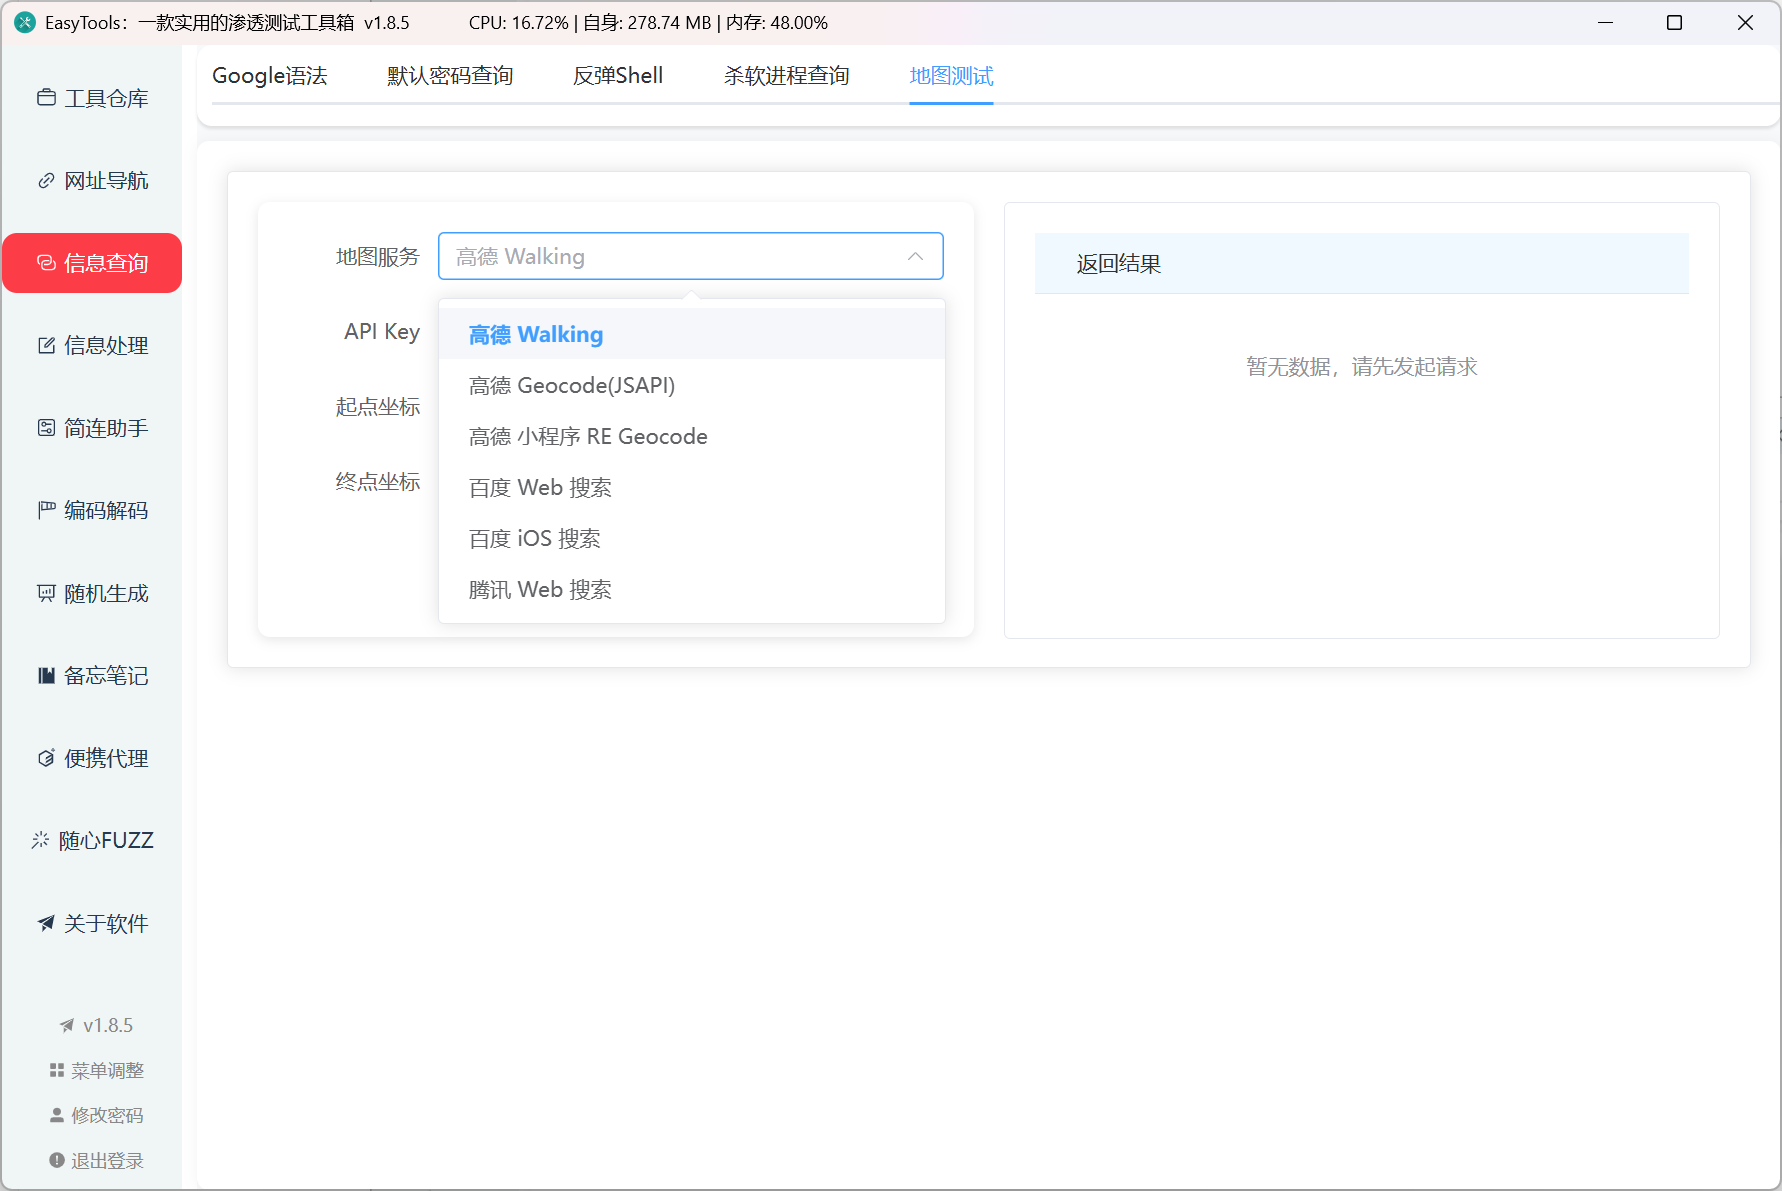 EasyTools：一款实用的渗透测试工具箱 v1.8.5
CPU: 16.72% | 自身: 278.74 MB | 内存: 48.00%
工具仓库
网址导航
信息查询
信息处理
简连助手
编码解码
随机生成
备忘笔记
便携代理
随心FUZZ
关于软件
v1.8.5
菜单调整
修改密码
退出登录
Google语法
默认密码查询
反弹Shell
杀软进程查询
地图测试
地图服务
高德 Walking
API Key
起点坐标
终点坐标
高德 Walking
高德 Geocode(JSAPI)
高德 小程序 RE Geocode
百度 Web 搜索
百度 iOS 搜索
腾讯 Web 搜索
返回结果
暂无数据，请先发起请求